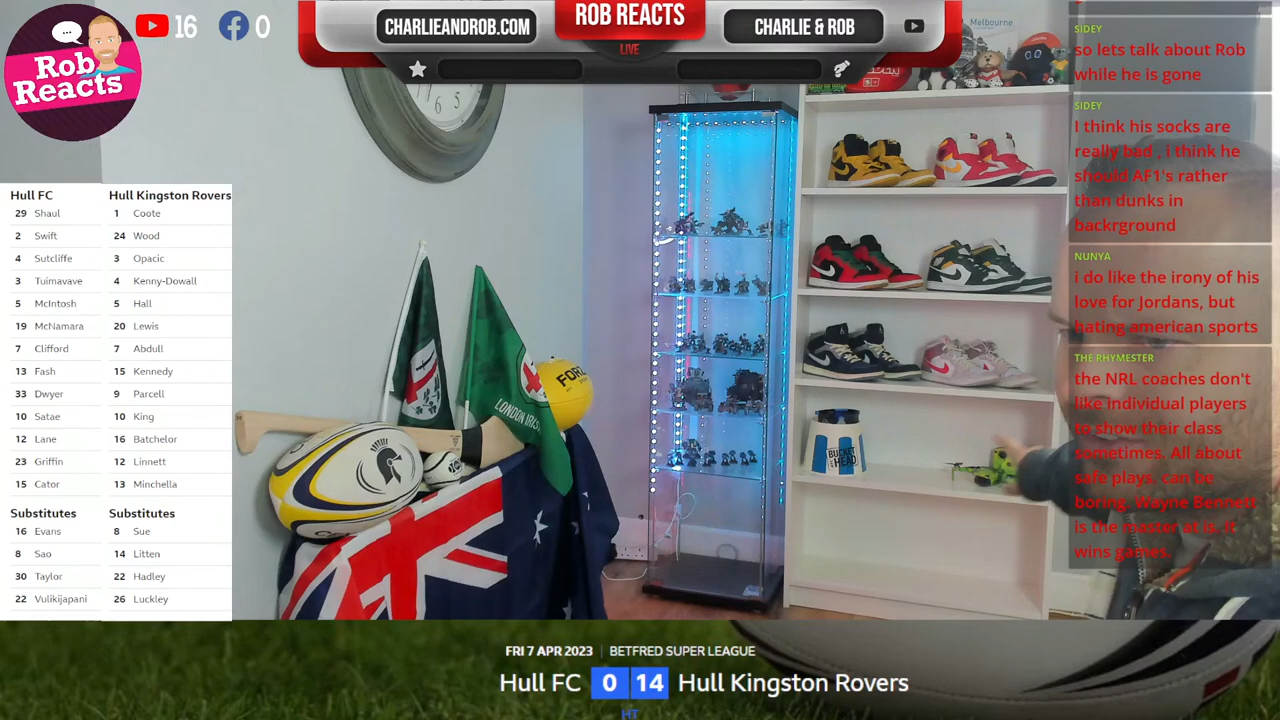 Rob
Reacts
16
0
CHARLIEANDROB.COM
ROB REACTS
LIVE
CHARLIE & ROB
Melbourne
Hull FC
29 Shaul
2 Swift
4 Sutcliffe
3 Tuimavave
5 McIntosh
19 McNamara
7 Clifford
13 Fash
33 Dwyer
10 Satae
12 Lane
23 Griffin
15 Cator
Substitutes
16 Evans
8 Sao
30 Taylor
22 Vulikijapani
Hull Kingston Rovers
1 Coote
24 Wood
3 Opacic
4 Kenny-Dowall
5 Hall
20 Lewis
7 Abdull
15 Kennedy
9 Parcell
10 King
16 Batchelor
12 Linnett
13 Minchella
Substitutes
8 Sue
14 Litten
22 Hadley
26 Luckley
6 5
LONDON IRIS
BUCKET
HEAD
SIDEY
so lets talk about Rob
while he is gone
SIDEY
I think his socks are
really bad , i think he
should AF1's rather
than dunks in
backrground
NUNYA
i do like the irony of his
love for Jordans, but
hating american sports
THE RHYMESTER
the NRL coaches don't
like individual players
to show their class
sometimes. All about
safe plays. can be
boring. Wayne Bennett
is the master at is. It
wins games.
FRI 7 APR 2023 | BETFRED SUPER LEAGUE
Hull FC 0 14 Hull Kingston Rovers
HT